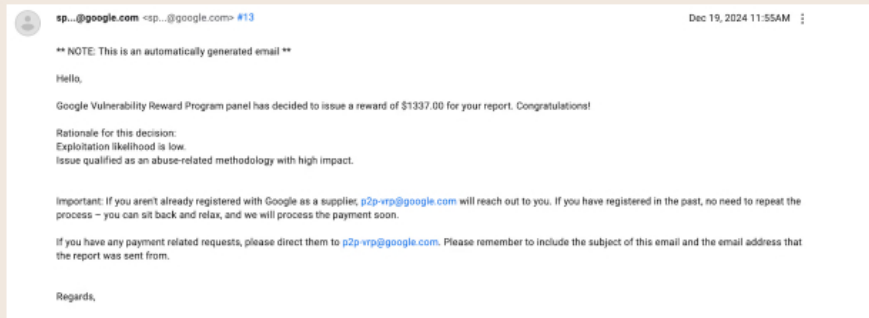 sp...@google.com <sp...@google.com> #13 Dec 19, 2024 11:55AM
** NOTE: This is an automatically generated email **
Hello,
Google Vulnerability Reward Program panel has decided to issue a reward of $1337.00 for your report. Congratulations!
Rationale for this decision:
Exploitation likelihood is low.
Issue qualified as an abuse-related methodology with high impact.
Important: If you aren't already registered with Google as a supplier, p2p-vrp@google.com will reach out to you. If you have registered in the past, no need to repeat the
process – you can sit back and relax, and we will process the payment soon.
If you have any payment related requests, please direct them to p2p-vrp@google.com. Please remember to include the subject of this email and the email address that
the report was sent from.
Regards,